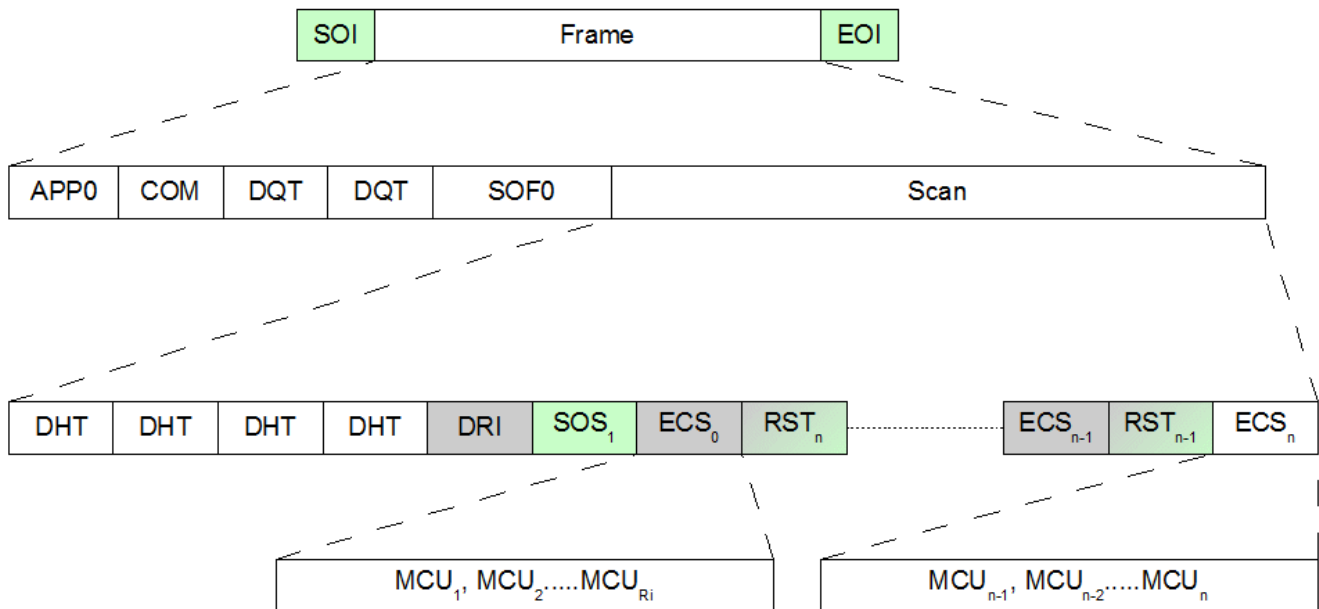 SOI Frame EOI
APP0 COM DQT DQT SOF0 Scan
DHT DHT DHT DHT DRI SOS₁ ECS₀ RSTₙ ECSₙ₋₁ RSTₙ₋₁ ECSₙ
MCU₁, MCU₂.....MCU_Ri MCUₙ₋₁, MCUₙ₋₂.....MCUₙ